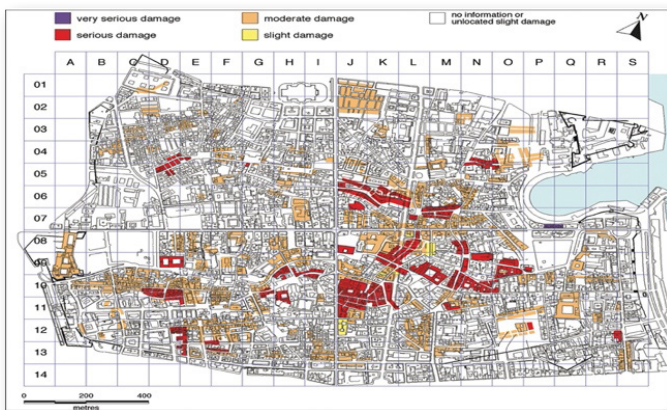 very serious damage
serious damage
moderate damage
slight damage
no information or
unlocated slight damage
N
A B C D E F G H I J K L M N O P Q R S
01
02
03
04
05
06
07
08
09
10
11
12
13
14
0 200 400
metres